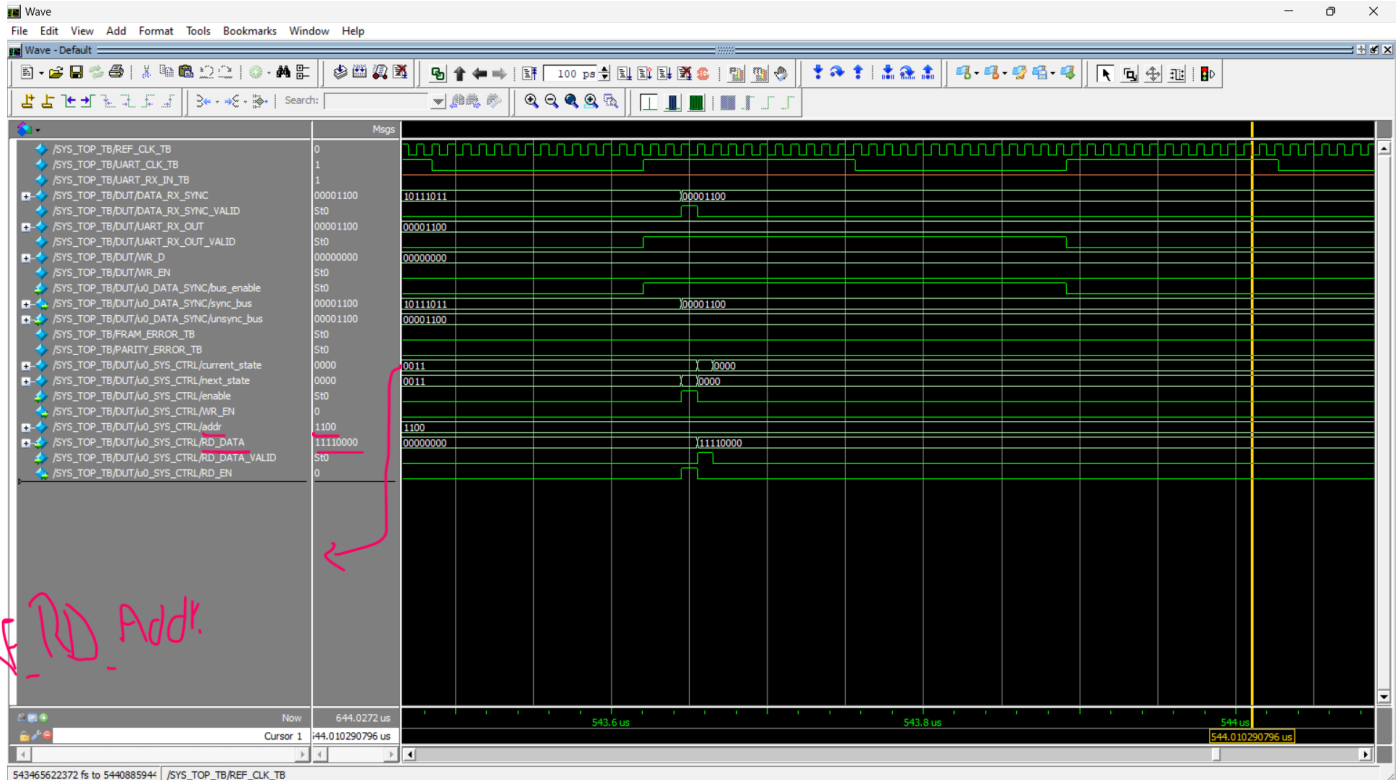 Wave
File Edit View Add Format Tools Bookmarks Window Help
Wave - Default
100 ps
Search:
Msgs
/SYS_TOP_TB/REF_CLK_TB 0
/SYS_TOP_TB/UART_CLK_TB 1
/SYS_TOP_TB/UART_RX_IN_TB 1
/SYS_TOP_TB/DUT/DATA_RX_SYNC 00001100 10111011 00001100
/SYS_TOP_TB/DUT/DATA_RX_SYNC_VALID St0
/SYS_TOP_TB/DUT/UART_RX_OUT 00001100 00001100
/SYS_TOP_TB/DUT/UART_RX_OUT_VALID St0
/SYS_TOP_TB/DUT/WR_D 00000000 00000000
/SYS_TOP_TB/DUT/WR_EN St0
/SYS_TOP_TB/DUT/u0_DATA_SYNC/bus_enable St0
/SYS_TOP_TB/DUT/u0_DATA_SYNC/sync_bus 00001100 10111011 00001100
/SYS_TOP_TB/DUT/u0_DATA_SYNC/unsync_bus 00001100 00001100
/SYS_TOP_TB/FRAM_ERROR_TB St0
/SYS_TOP_TB/PARITY_ERROR_TB St0
/SYS_TOP_TB/DUT/u0_SYS_CTRL/current_state 0000 0011 0000
/SYS_TOP_TB/DUT/u0_SYS_CTRL/next_state 0000 0011 0000
/SYS_TOP_TB/DUT/u0_SYS_CTRL/enable St0
/SYS_TOP_TB/DUT/u0_SYS_CTRL/WR_EN 0
/SYS_TOP_TB/DUT/u0_SYS_CTRL/addr 1100 1100
/SYS_TOP_TB/DUT/u0_SYS_CTRL/RD_DATA 11110000 00000000 11110000
/SYS_TOP_TB/DUT/u0_SYS_CTRL/RD_DATA_VALID St0
/SYS_TOP_TB/DUT/u0_SYS_CTRL/RD_EN 0
RD_Addr
Now 644.0272 us 543.6 us 543.8 us 544 us
Cursor 1 544.010290796 us
543465622372 fs to 5440885944 /SYS_TOP_TB/REF_CLK_TB